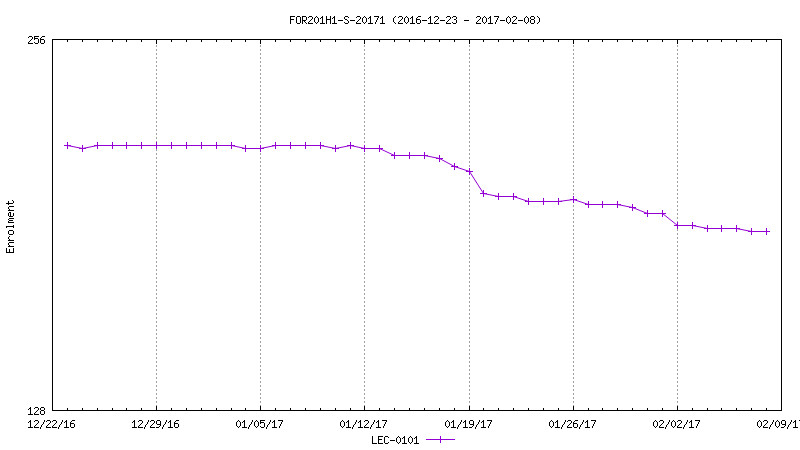 FOR201H1-S-20171 (2016-12-23 - 2017-02-08)
256
Enrolment
128
12/22/16 12/29/16 01/05/17 01/12/17 01/19/17 01/26/17 02/02/17 02/09/17
LEC-0101